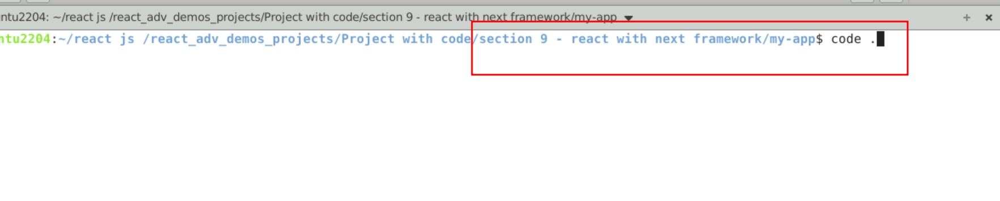 ntu2204: ~/react js /react_adv_demos_projects/Project with code/section 9 - react with next framework/my-app
ntu2204:~/react js /react_adv_demos_projects/Project with code/section 9 - react with next framework/my-app$ code .